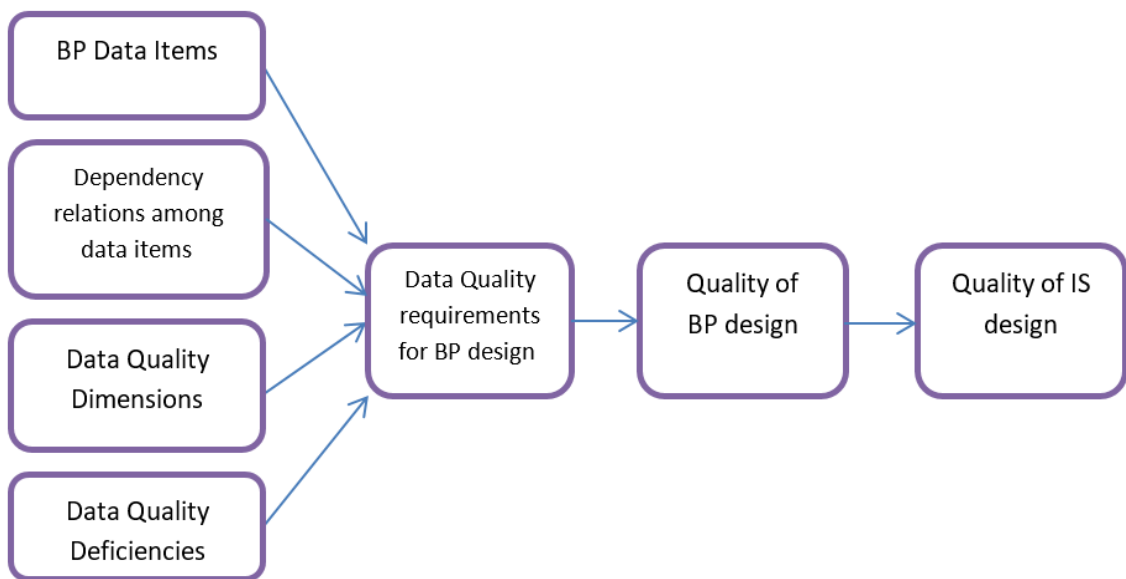 BP Data Items
Dependency
relations among
data items
Data Quality
Dimensions
Data Quality
Deficiencies
Data Quality
requirements
for BP design
Quality of
BP design
Quality of IS
design